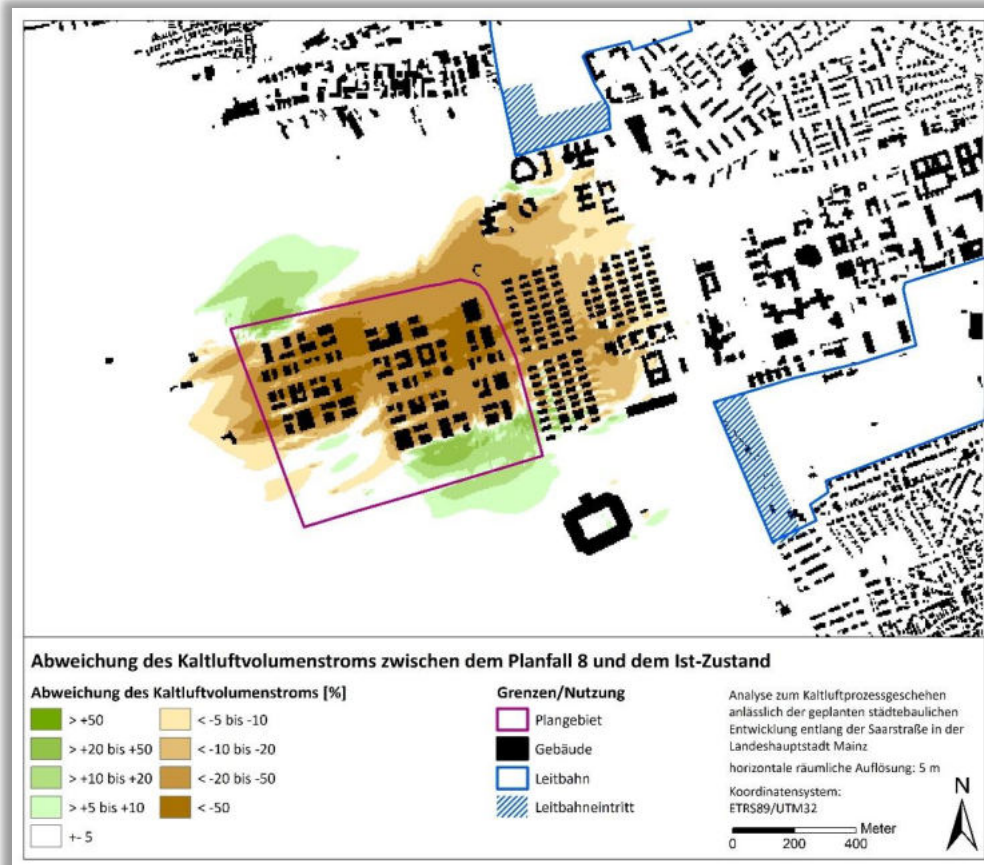 Abweichung des Kaltluftvolumenstroms zwischen dem Planfall 8 und dem Ist-Zustand
Abweichung des Kaltluftvolumenstroms [%]
> +50
> +20 bis +50
> +10 bis +20
> +5 bis +10
+- 5
< -5 bis -10
< -10 bis -20
< -20 bis -50
< -50
Grenzen/Nutzung
Plangebiet
Gebäude
Leitbahn
Leitbahneintritt
Analyse zum Kaltluftprozessgeschehen
anlässlich der geplanten städtebaulichen
Entwicklung entlang der Saarstraße in der
Landeshauptstadt Mainz
horizontale räumliche Auflösung: 5 m
Koordinatensystem:
ETRS89/UTM32
N
Meter
0 200 400